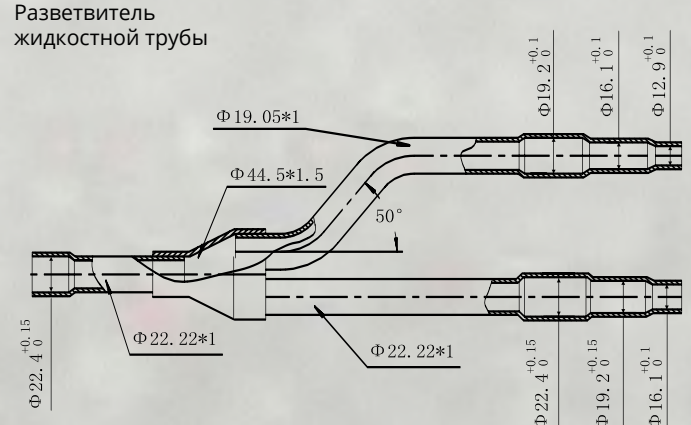 Разветвитель
жидкостной трубы
Φ19.2 +0.1 0
Φ16.1 +0.1 0
Φ12.9 +0.1 0
Φ19.05*1
Φ44.5*1.5
50°
Φ22.4 +0.15 0
Φ22.22*1
Φ22.22*1
Φ22.4 +0.15 0
Φ19.2 +0.15 0
Φ16.1 +0.1 0